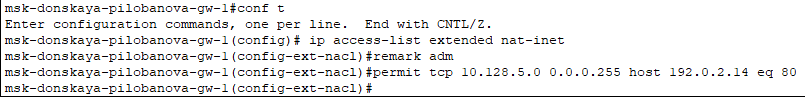 msk-donskaya-pilobanova-gw-1#conf t
Enter configuration commands, one per line.  End with CNTL/Z.
msk-donskaya-pilobanova-gw-1(config)# ip access-list extended nat-inet
msk-donskaya-pilobanova-gw-1(config-ext-nacl)#remark adm
msk-donskaya-pilobanova-gw-1(config-ext-nacl)#permit tcp 10.128.5.0 0.0.0.255 host 192.0.2.14 eq 80
msk-donskaya-pilobanova-gw-1(config-ext-nacl)#